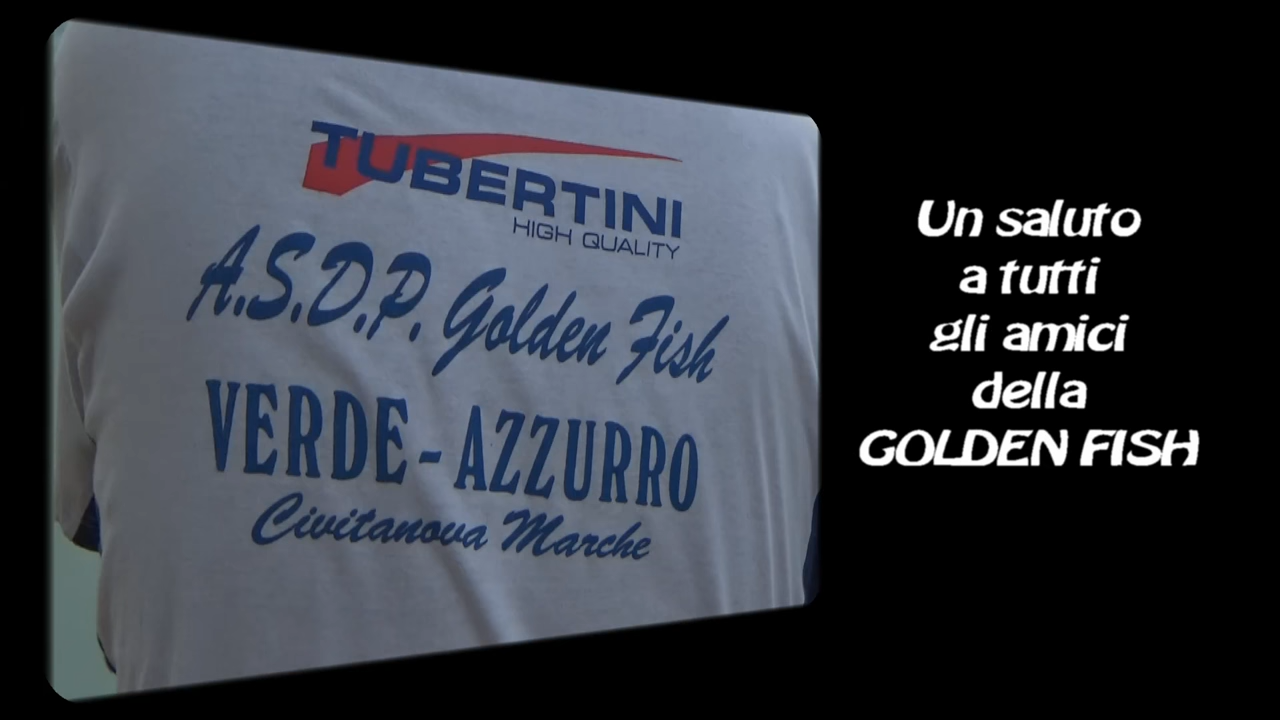 TUBERTINI
HIGH QUALITY
A.S.D.P. Golden Fish
VERDE-AZZURRO
Civitanova Marche
Un saluto
a tutti
gli amici
della
GOLDEN FISH